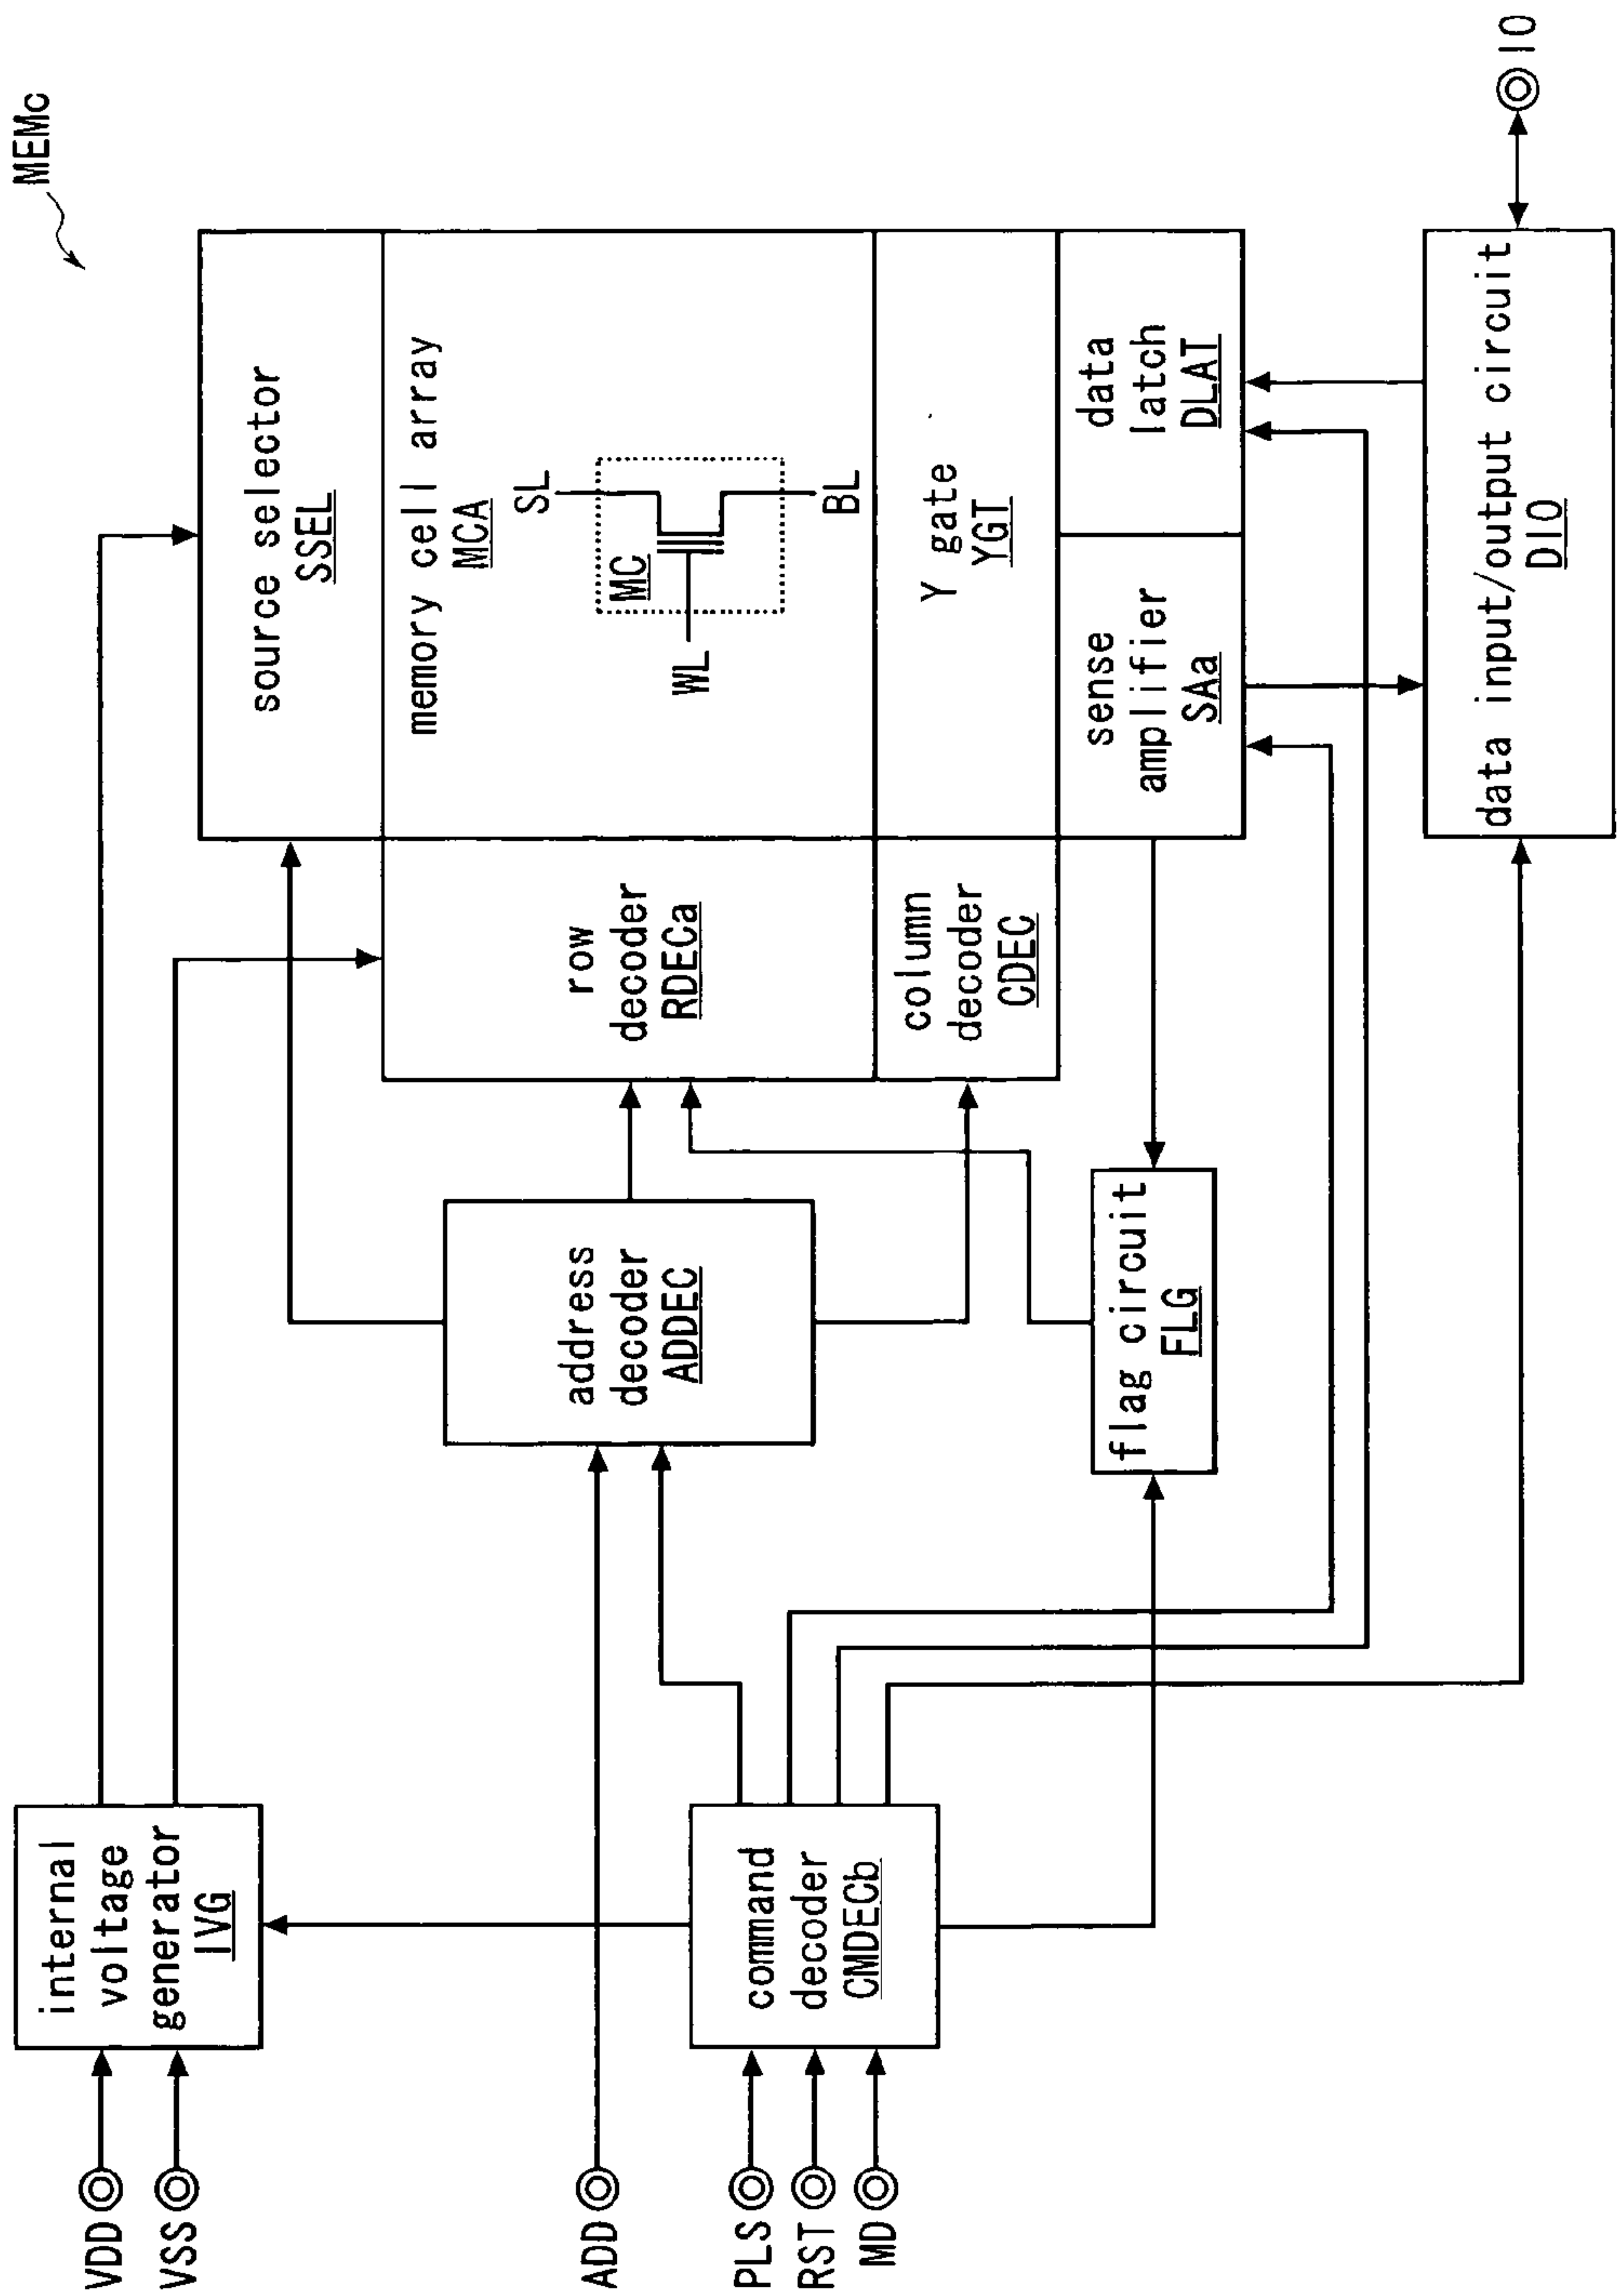 MEMc
VDD
VSS
internal
voltage
generator
IVG
source selector
SSEL
memory cell array
MCA
SL
MC
WL
BL
row
decoder
RDECa
ADD
address
decoder
ADDEC
Y gate
YGT
column
decoder
CDEC
PLS
RST
MD
command
decoder
CMDECb
sense
amplifier
SAa
data
latch
DLAT
flag circuit
FLG
data input/output circuit
DIO
IO